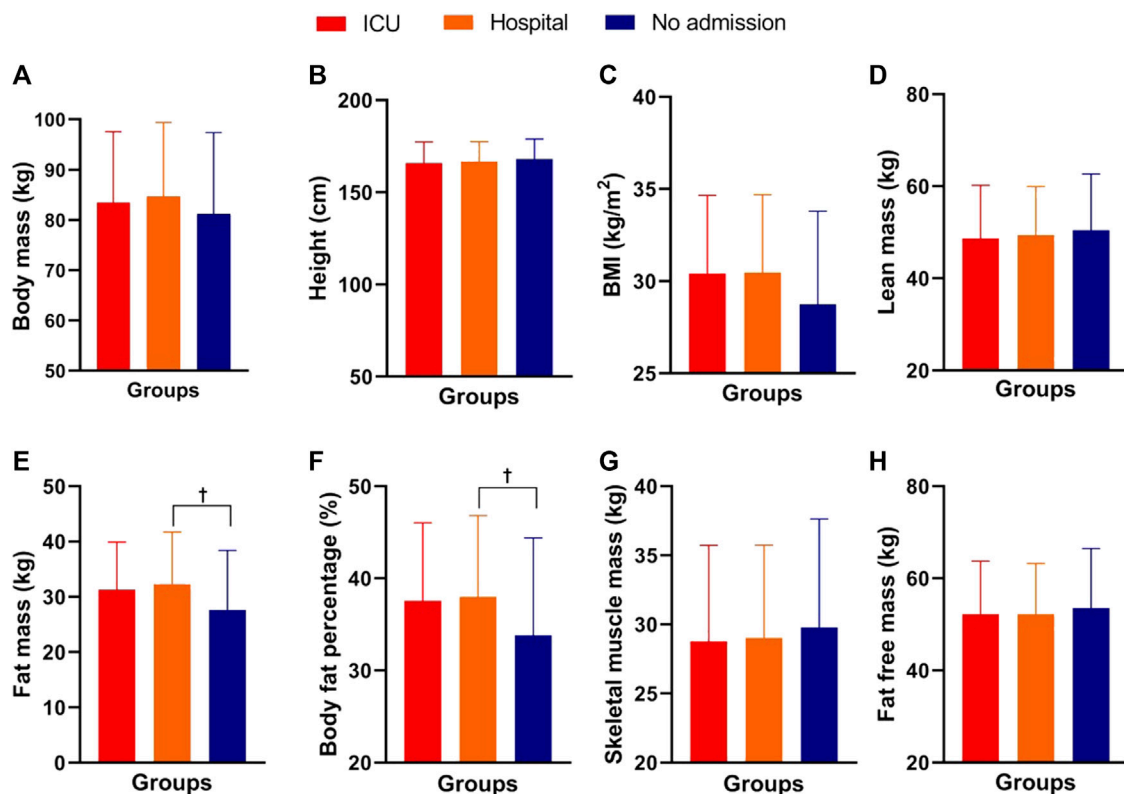 ICU Hospital No admission
A
Body mass (kg)
100
90
80
70
60
50
Groups
B
Height (cm)
200
150
100
50
Groups
C
BMI (kg/m²)
40
35
30
25
Groups
D
Lean mass (kg)
80
60
40
20
Groups
E
Fat mass (kg)
50
40
30
20
10
0
†
Groups
F
Body fat percentage (%)
50
40
30
20
†
Groups
G
Skeletal muscle mass (kg)
40
35
30
25
20
Groups
H
Fat free mass (kg)
80
60
40
20
Groups